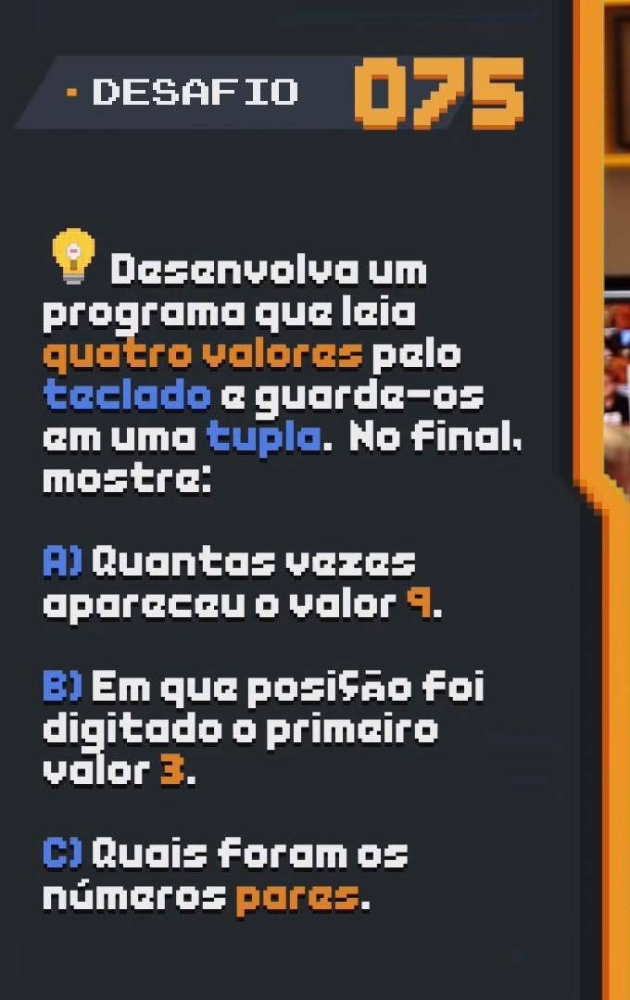 DESAFIO 075
Desenvolva um
programa que leia
quatro valores pelo
teclado e guarde-os
em uma tupla. No final,
mostre:
A) Quantas vezes
apareceu o valor 9.
B) Em que posição foi
digitado o primeiro
valor 3.
C) Quais foram os
números pares.